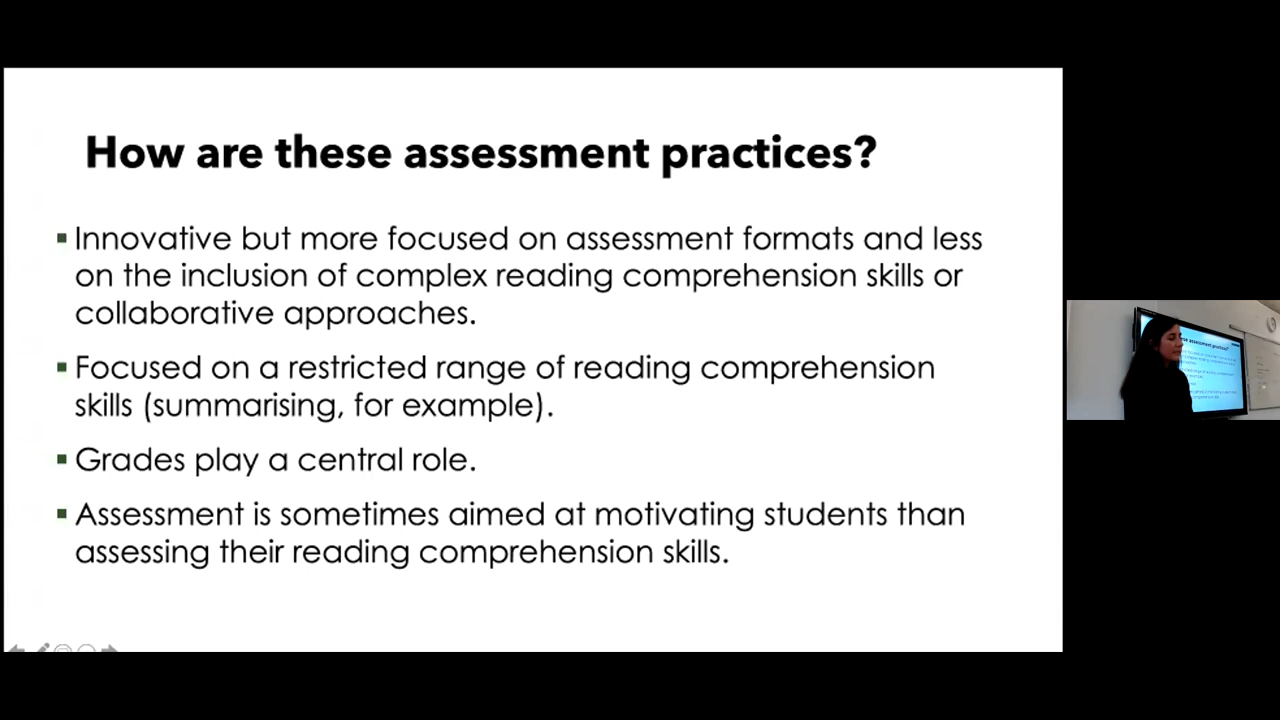 How are these assessment practices?
▪ Innovative but more focused on assessment formats and less
on the inclusion of complex reading comprehension skills or
collaborative approaches.
▪ Focused on a restricted range of reading comprehension
skills (summarising, for example).
▪ Grades play a central role.
▪ Assessment is sometimes aimed at motivating students than
assessing their reading comprehension skills.
assessment practices?